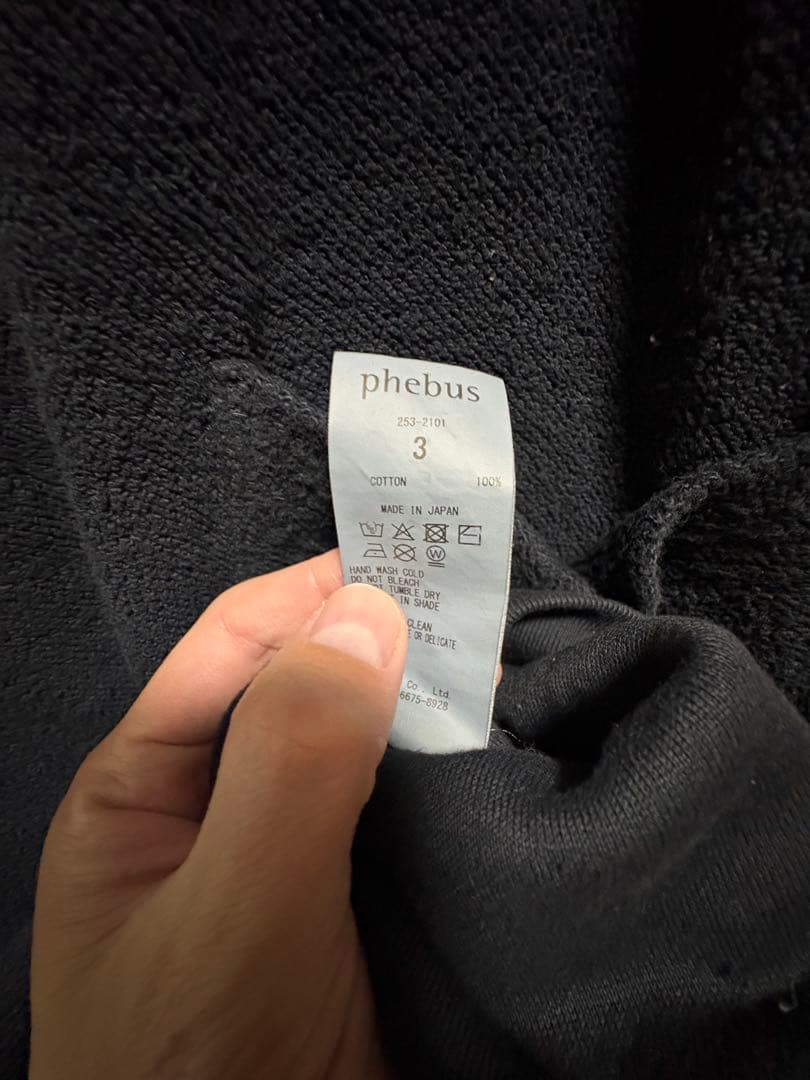 phebus
253-2101
3
COTTON 100%
MADE IN JAPAN
HAND WASH COLD
DO NOT BLEACH
TUMBLE DRY
IN SHADE
CLEAN
OR DELICATE
Co., Ltd
6675-8928